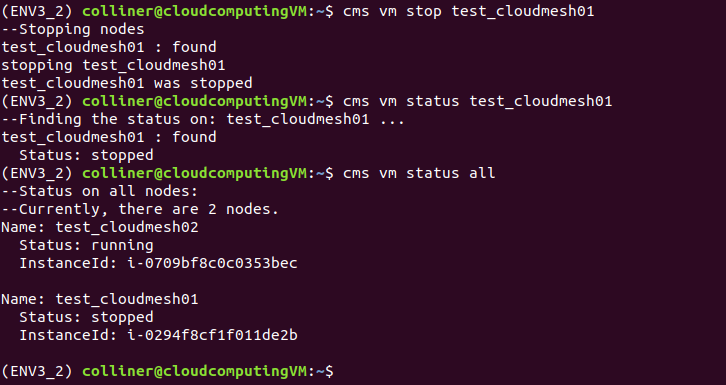 (ENV3_2) colliner@cloudcomputingVM:~$ cms vm stop test_cloudmesh01
--Stopping nodes
test_cloudmesh01 : found
stopping test_cloudmesh01
test_cloudmesh01 was stopped
(ENV3_2) colliner@cloudcomputingVM:~$ cms vm status test_cloudmesh01
--Finding the status on: test_cloudmesh01 ...
test_cloudmesh01 : found
  Status: stopped
(ENV3_2) colliner@cloudcomputingVM:~$ cms vm status all
--Status on all nodes:
--Currently, there are 2 nodes.
Name: test_cloudmesh02
  Status: running
  InstanceId: i-0709bf8c0c0353bec

Name: test_cloudmesh01
  Status: stopped
  InstanceId: i-0294f8cf1f011de2b

(ENV3_2) colliner@cloudcomputingVM:~$